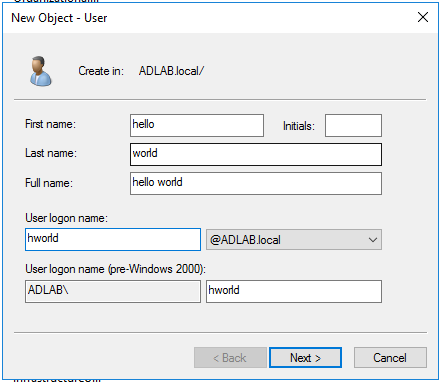 New Object - User
Create in: ADLAB.local/
First name: hello Initials:
Last name: world
Full name: hello world
User logon name:
hworld @ADLAB.local
User logon name (pre-Windows 2000):
ADLAB\ hworld
< Back Next > Cancel